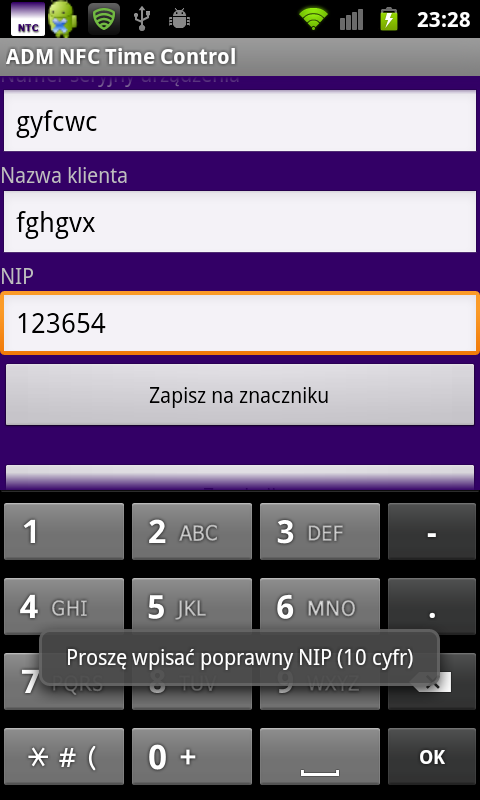 NTC 23:28
ADM NFC Time Control
Numer seryjny urządzenia
gyfcwc
Nazwa klienta
fghgvx
NIP
123654
Zapisz na znaczniku
1 2 ABC 3 DEF -
4 GHI 5 JKL 6 MNO .
Proszę wpisać poprawny NIP (10 cyfr)
7 PQRS 8 TUV 9 WXYZ
* # ( 0 + OK